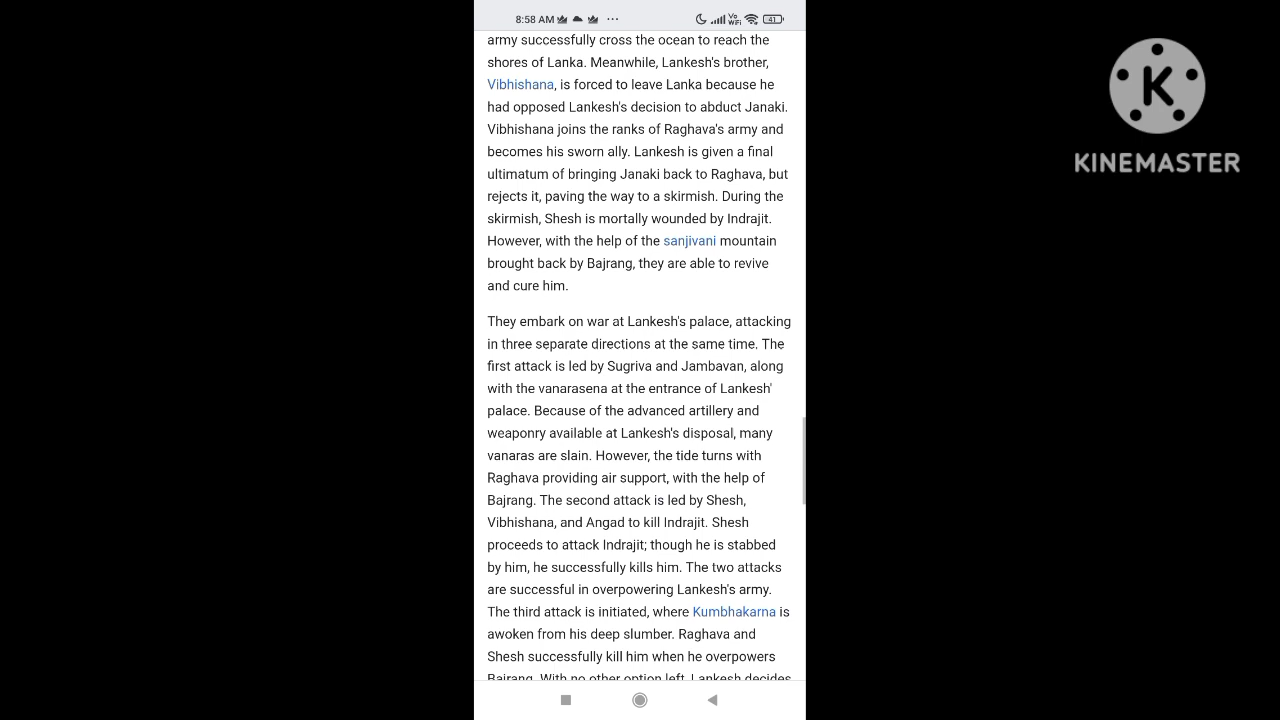 8:58 AM
Vo
WiFi
41
army successfully cross the ocean to reach the
shores of Lanka. Meanwhile, Lankesh's brother,
Vibhishana, is forced to leave Lanka because he
had opposed Lankesh's decision to abduct Janaki.
Vibhishana joins the ranks of Raghava's army and
becomes his sworn ally. Lankesh is given a final
ultimatum of bringing Janaki back to Raghava, but
rejects it, paving the way to a skirmish. During the
skirmish, Shesh is mortally wounded by Indrajit.
However, with the help of the sanjivani mountain
brought back by Bajrang, they are able to revive
and cure him.
They embark on war at Lankesh's palace, attacking
in three separate directions at the same time. The
first attack is led by Sugriva and Jambavan, along
with the vanarasena at the entrance of Lankesh'
palace. Because of the advanced artillery and
weaponry available at Lankesh's disposal, many
vanaras are slain. However, the tide turns with
Raghava providing air support, with the help of
Bajrang. The second attack is led by Shesh,
Vibhishana, and Angad to kill Indrajit. Shesh
proceeds to attack Indrajit; though he is stabbed
by him, he successfully kills him. The two attacks
are successful in overpowering Lankesh's army.
The third attack is initiated, where Kumbhakarna is
awoken from his deep slumber. Raghava and
Shesh successfully kill him when he overpowers
Bajrang. With no other option left, Lankesh decides
K
KINEMASTER